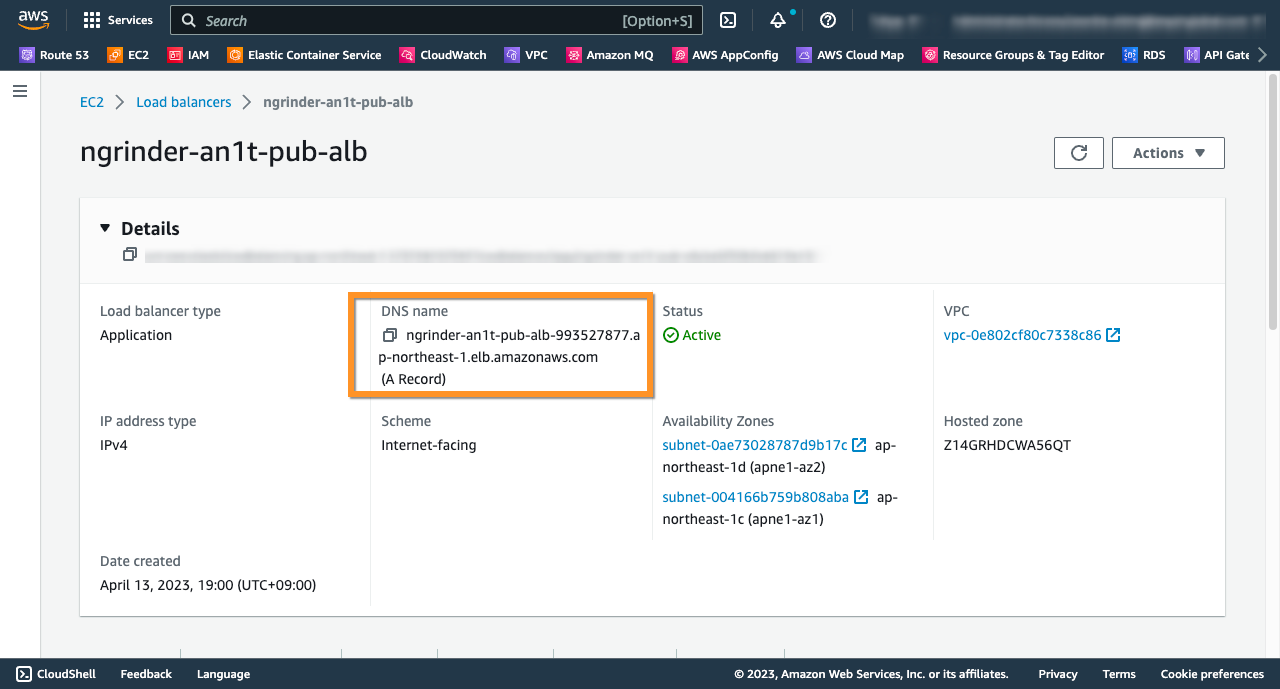 aws
Services
Search
[Option+S]
Route 53
EC2
IAM
Elastic Container Service
CloudWatch
VPC
Amazon MQ
AWS AppConfig
AWS Cloud Map
Resource Groups & Tag Editor
RDS
API Gate
EC2 > Load balancers > ngrinder-an1t-pub-alb
ngrinder-an1t-pub-alb
Actions
Details
Load balancer type
Application
DNS name
ngrinder-an1t-pub-alb-993527877.a
p-northeast-1.elb.amazonaws.com
(A Record)
Status
Active
VPC
vpc-0e802cf80c7338c86
IP address type
IPv4
Scheme
Internet-facing
Availability Zones
subnet-0ae73028787d9b17c ap-
northeast-1d (apne1-az2)
subnet-004166b759b808aba ap-
northeast-1c (apne1-az1)
Hosted zone
Z14GRHDCWA56QT
Date created
April 13, 2023, 19:00 (UTC+09:00)
CloudShell
Feedback
Language
© 2023, Amazon Web Services, Inc. or its affiliates.
Privacy
Terms
Cookie preferences